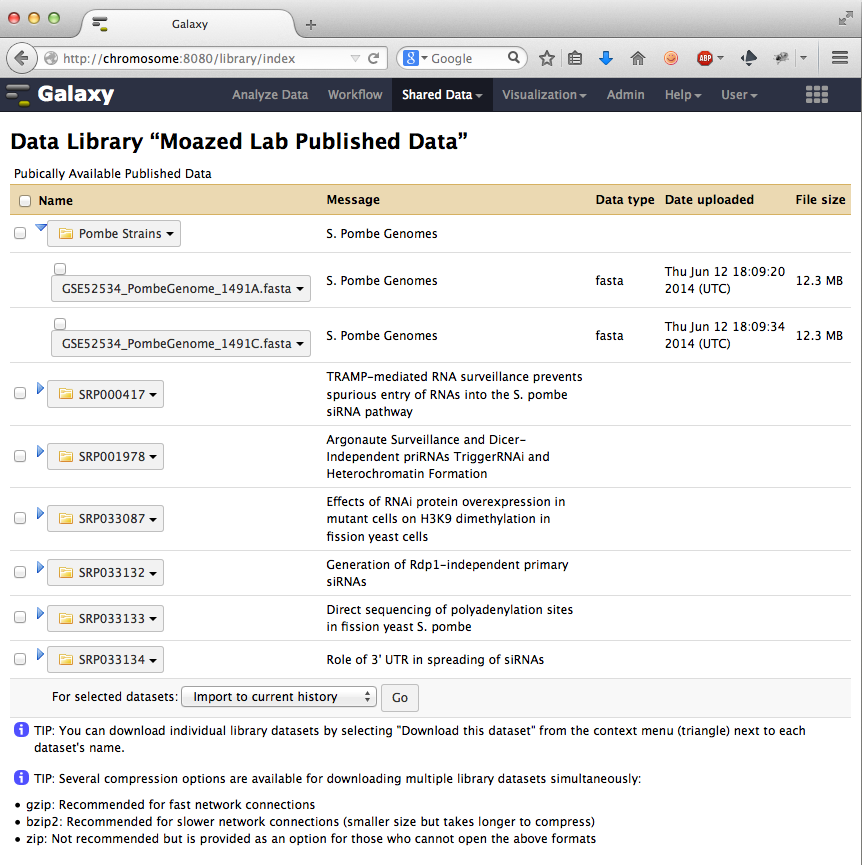 Galaxy
http://chromosome:8080/library/index
8
Google
ABP
Galaxy
Analyze Data Workflow Shared Data Visualization Admin Help User
Data Library “Moazed Lab Published Data”
Pubically Available Published Data
Name Message Data type Date uploaded File size
Pombe Strains S. Pombe Genomes
GSE52534_PombeGenome_1491A.fasta S. Pombe Genomes fasta Thu Jun 12 18:09:20
2014 (UTC) 12.3 MB
GSE52534_PombeGenome_1491C.fasta S. Pombe Genomes fasta Thu Jun 12 18:09:34
2014 (UTC) 12.3 MB
SRP000417 TRAMP-mediated RNA surveillance prevents
spurious entry of RNAs into the S. pombe
siRNA pathway
SRP001978 Argonaute Surveillance and Dicer-
Independent priRNAs TriggerRNAi and
Heterochromatin Formation
SRP033087 Effects of RNAi protein overexpression in
mutant cells on H3K9 dimethylation in
fission yeast cells
SRP033132 Generation of Rdp1-independent primary
siRNAs
SRP033133 Direct sequencing of polyadenylation sites
in fission yeast S. pombe
SRP033134 Role of 3' UTR in spreading of siRNAs
For selected datasets: Import to current history Go
TIP: You can download individual library datasets by selecting "Download this dataset" from the context menu (triangle) next to each
dataset's name.
TIP: Several compression options are available for downloading multiple library datasets simultaneously:
• gzip: Recommended for fast network connections
• bzip2: Recommended for slower network connections (smaller size but takes longer to compress)
• zip: Not recommended but is provided as an option for those who cannot open the above formats